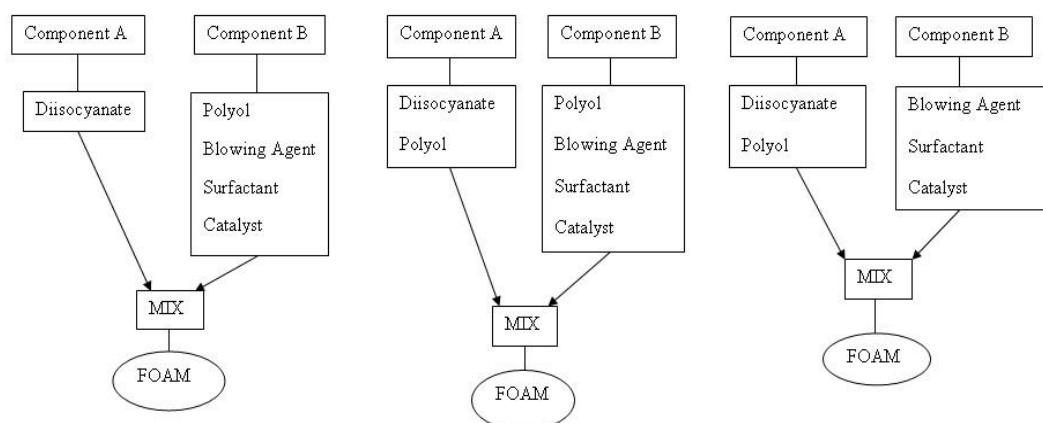 Component A
Component B
Diisocyanate
Polyol
Blowing Agent
Surfactant
Catalyst
MIX
FOAM
Component A
Component B
Diisocyanate
Polyol
Polyol
Blowing Agent
Surfactant
Catalyst
MIX
FOAM
Component A
Component B
Diisocyanate
Polyol
Blowing Agent
Surfactant
Catalyst
MIX
FOAM